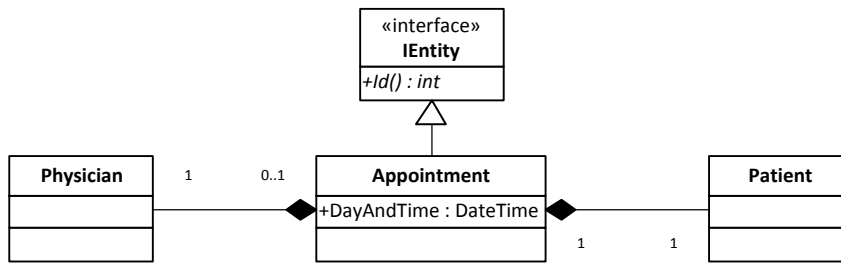 «interface»
IEntity
+Id() : int
Physician
1
0..1
Appointment
+DayAndTime : DateTime
1
1
Patient